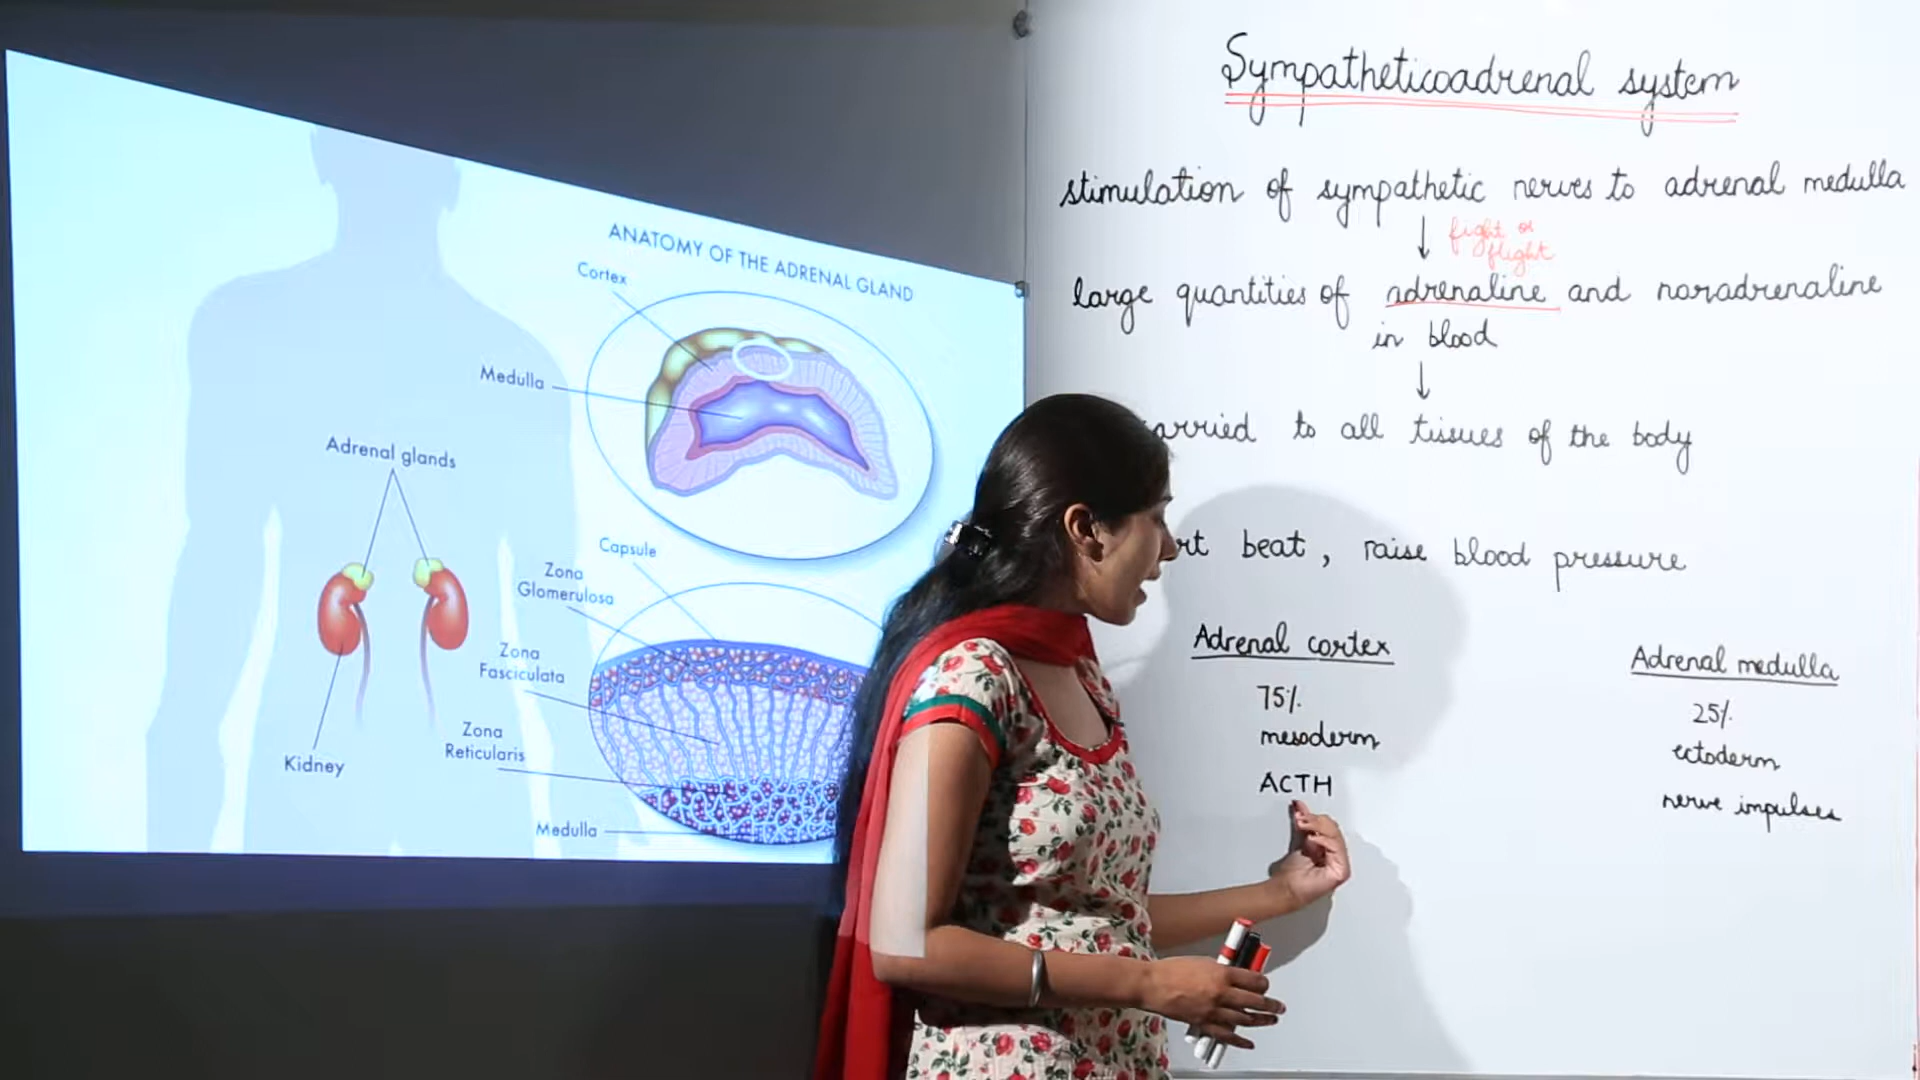 ANATOMY OF THE ADRENAL GLAND
Cortex
Medulla
Adrenal glands
Kidney
Capsule
Zona
Glomerulosa
Zona
Fasciculata
Zona
Reticularis
Medulla
Sympatheticoadrenal system
stimulation of sympathetic nerves to adrenal medulla
↓ fight or
flight
large quantities of adrenaline and noradrenaline
in blood
↓
arried to all tissues of the body
rt beat, raise blood pressure
Adrenal cortex
75%
mesoderm
ACTH
Adrenal medulla
25%
ectoderm
nerve impulses